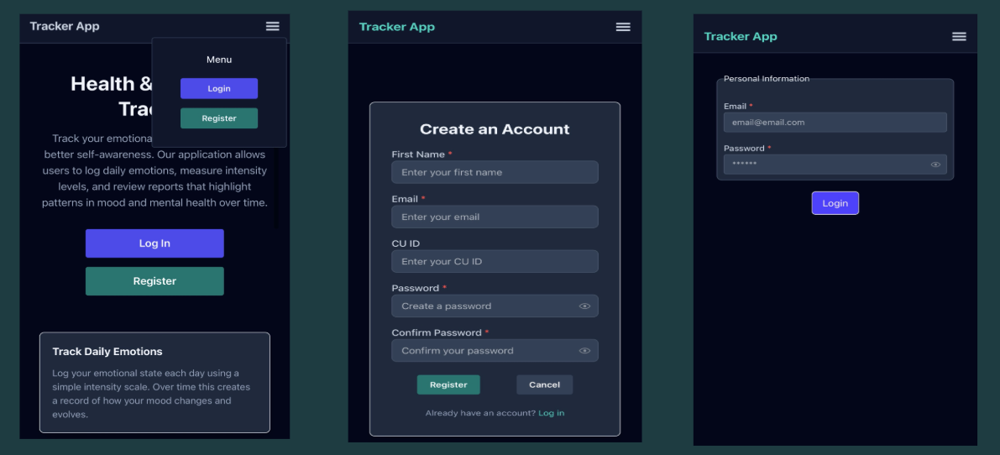 Tracker App
Menu
Login
Register
Health &
Trac
Track your emotional
better self-awareness. Our application allows
users to log daily emotions, measure intensity
levels, and review reports that highlight
patterns in mood and mental health over time.
Log In
Register
Track Daily Emotions
Log your emotional state each day using a
simple intensity scale. Over time this creates
a record of how your mood changes and
evolves.
Tracker App
Create an Account
First Name *
Enter your first name
Email *
Enter your email
CU ID
Enter your CU ID
Password *
Create a password
Confirm Password *
Confirm your password
Register
Cancel
Already have an account? Log in
Tracker App
Personal Information
Email *
email@email.com
Password *
******
Login